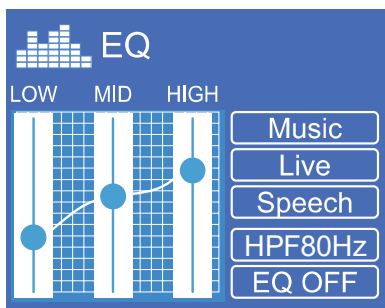 EQ
LOW MID HIGH
Music
Live
Speech
HPF80Hz
EQ OFF